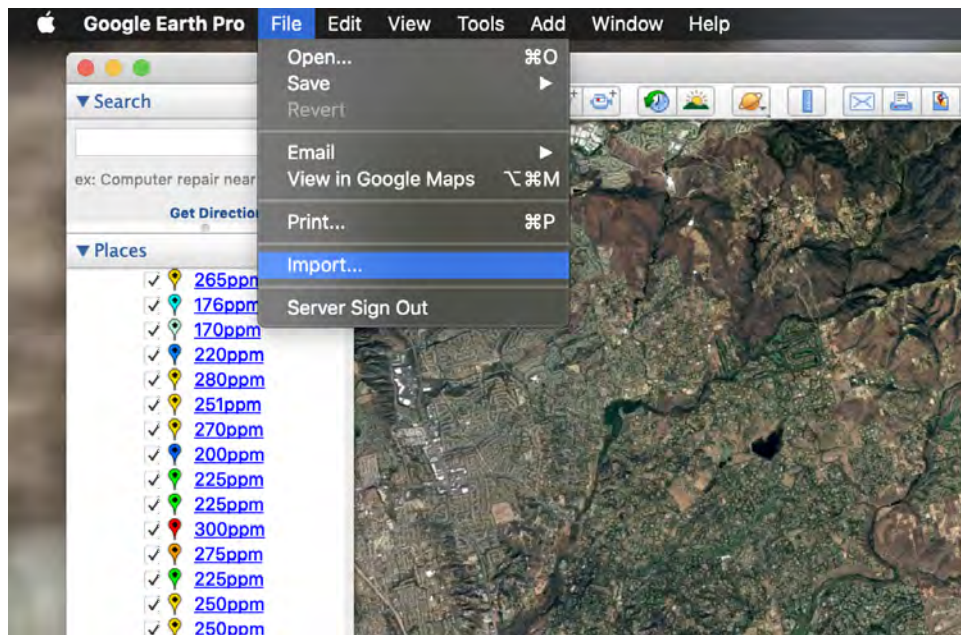 Google Earth Pro File Edit View Tools Add Window Help
Open... ⌘O
Save ▶
Revert
Email ▶
View in Google Maps ⌥⌘M
Print... ⌘P
Import...
Server Sign Out
▼ Search
ex: Computer repair near
Get Direction
▼ Places
265ppm
176ppm
170ppm
220ppm
280ppm
251ppm
270ppm
200ppm
225ppm
225ppm
300ppm
275ppm
225ppm
250ppm
250ppm